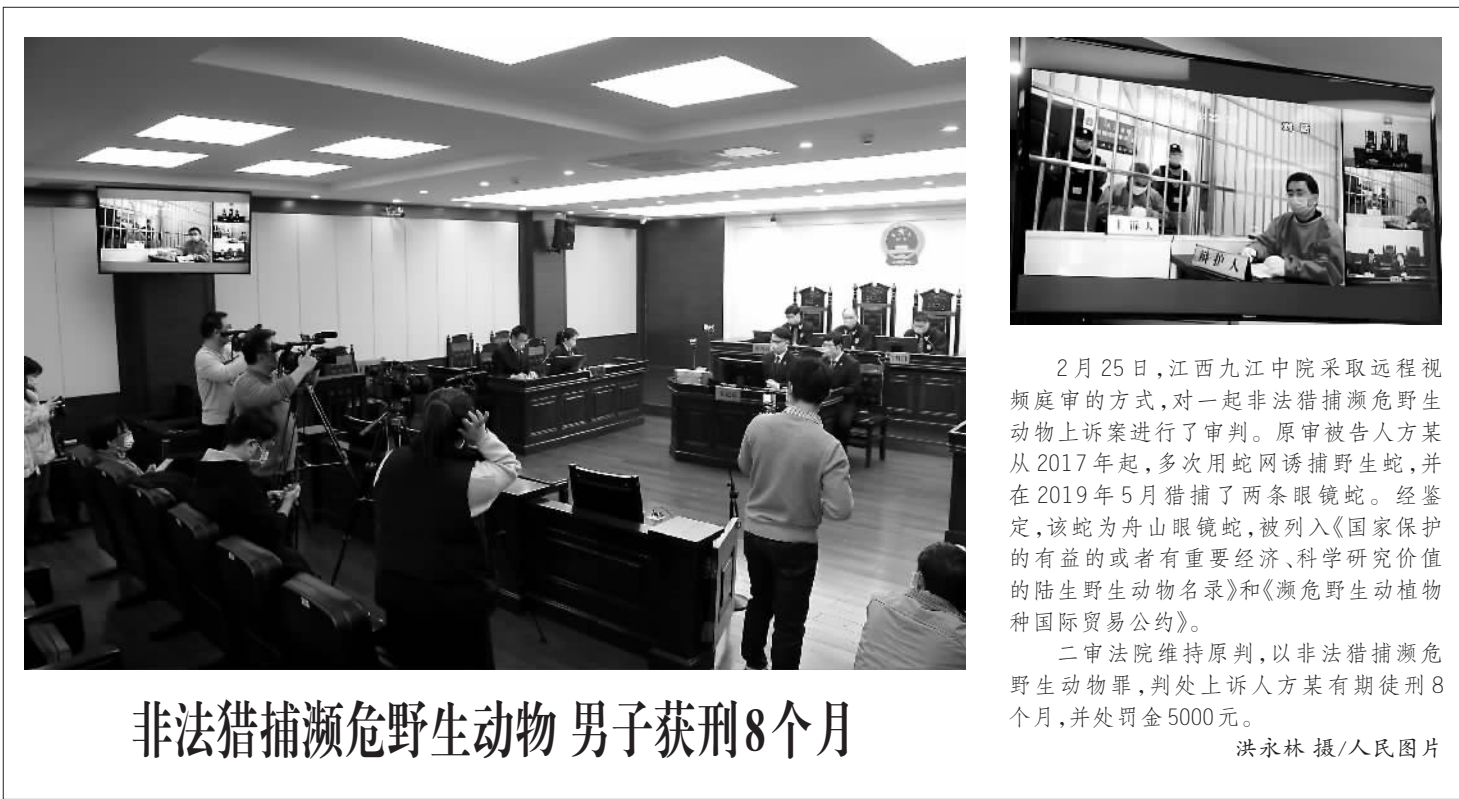 上诉人
辩护人
2月25日,江西九江中院采取远程视
频庭审的方式,对一起非法猎捕濒危野生
动物上诉案进行了审判。原审被告人方某
从2017年起,多次用蛇网诱捕野生蛇,并
在2019年5月猎捕了两条眼镜蛇。经鉴
定,该蛇为舟山眼镜蛇,被列入《国家保护
的有益的或者有重要经济、科学研究价值
的陆生野生动物名录》和《濒危野生动植物
种国际贸易公约》。
二审法院维持原判,以非法猎捕濒危
野生动物罪,判处上诉人方某有期徒刑8
个月,并处罚金5000元。
洪永林 摄/人民图片
非法猎捕濒危野生动物 男子获刑8个月